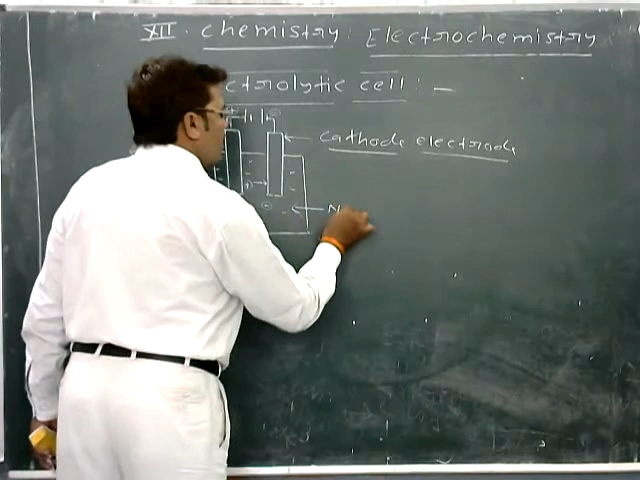 XII. chemistry: Electrochemistry
ctrolytic cell: -
cathode electrode
N